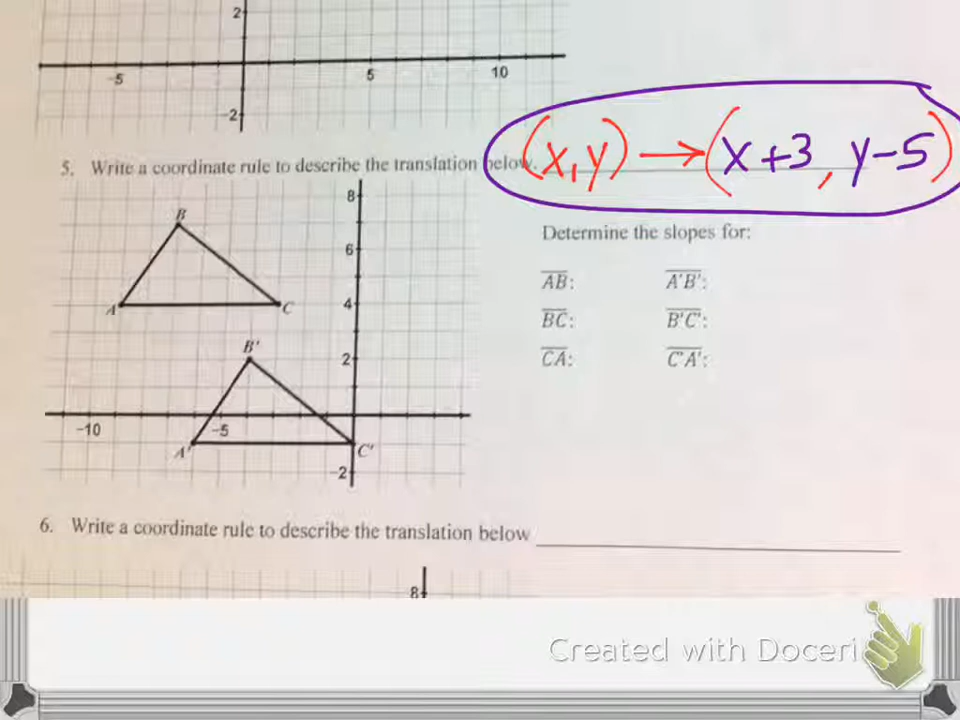 2
-5 5 10
-2
(x,y) → (x+3, y-5)
5. Write a coordinate rule to describe the translation below.
8
B
6
Determine the slopes for:
AB: A'B':
A C 4
BC: B'C':
B'
2
CA: C'A':
-10 -5
A' C'
-2
6. Write a coordinate rule to describe the translation below
8
Created with Doceri